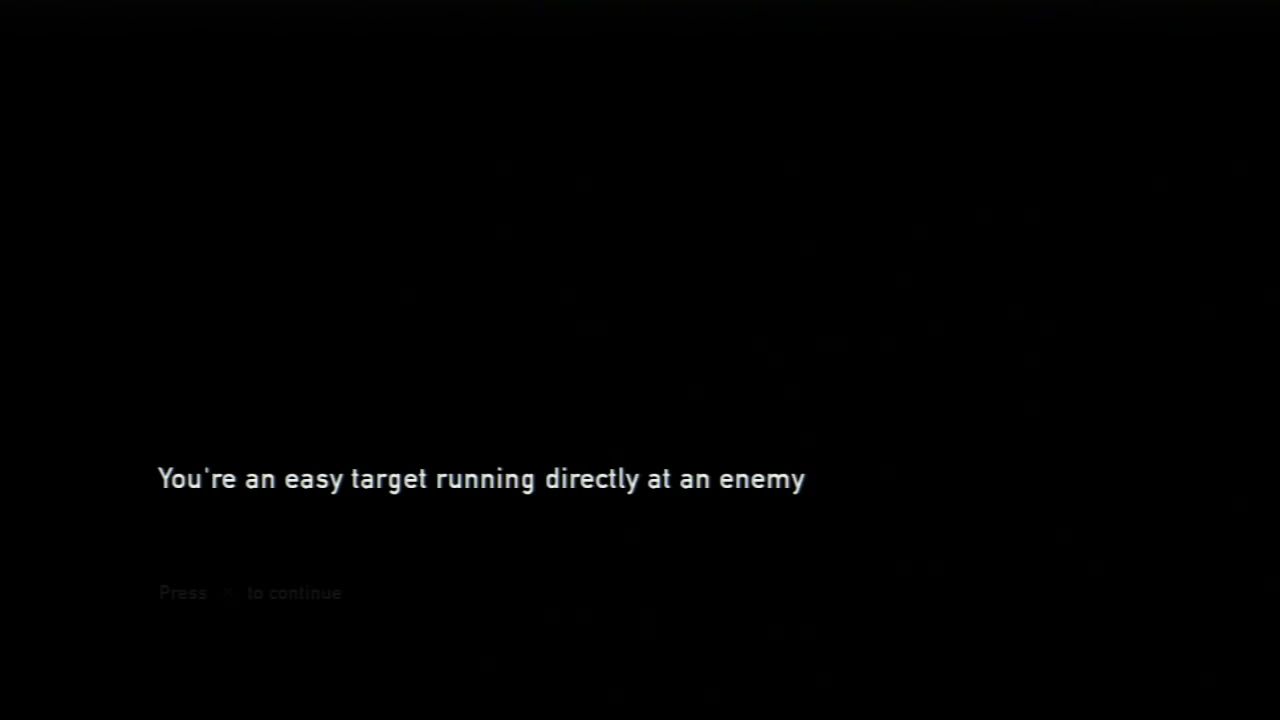 You're an easy target running directly at an enemy
Press to continue